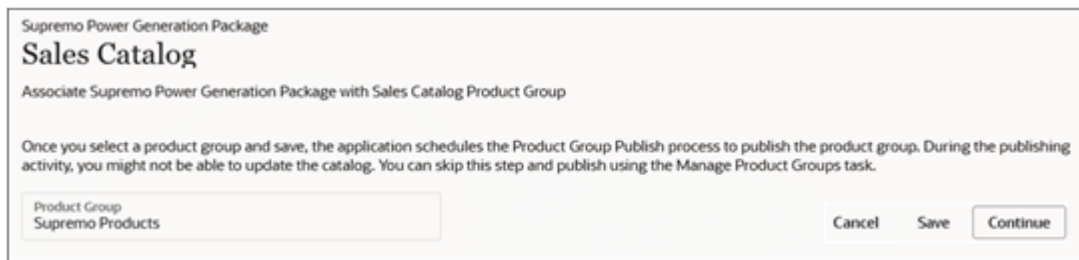 Supremo Power Generation Package
Sales Catalog
Associate Supremo Power Generation Package with Sales Catalog Product Group
Once you select a product group and save, the application schedules the Product Group Publish process to publish the product group. During the publishing
activity, you might not be able to update the catalog. You can skip this step and publish using the Manage Product Groups task.
Product Group
Supremo Products
Cancel Save Continue